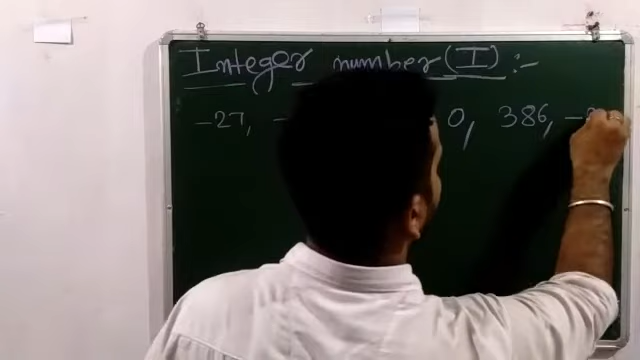 Integer number (I) :-
-27, - 0, 386, -